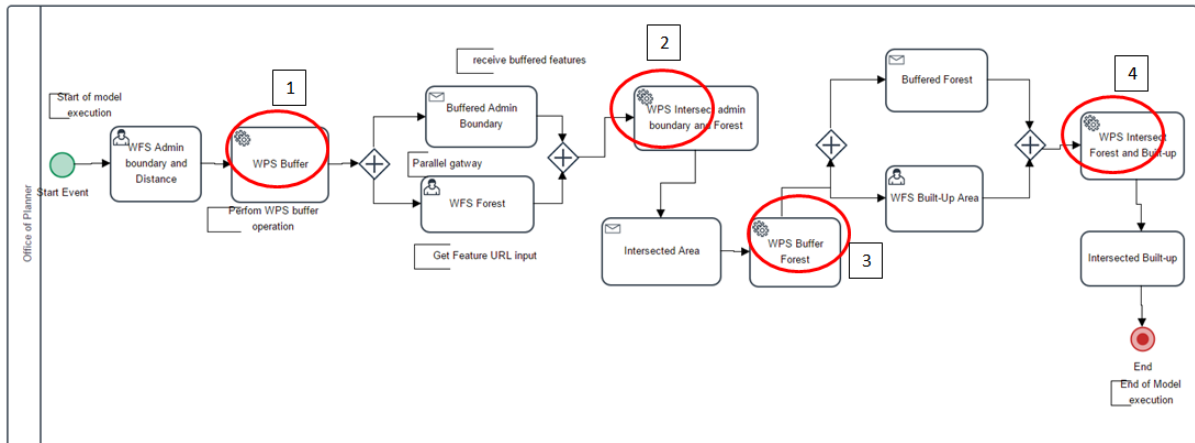 Office of Planner
Start of model
execution
Start Event
WFS Admin
boundary and
Distance
1
WPS Buffer
Perfom WPS buffer
operation
receive buffered features
Buffered Admin
Boundary
Parallel gatway
WFS Forest
Get Feature URL input
2
WPS Intersect admin
boundary and Forest
Intersected Area
WPS Buffer
Forest
3
Buffered Forest
WFS Built-Up Area
4
WPS Intersect
Forest and Built-up
Intersected Built-up
End
End of Model
execution